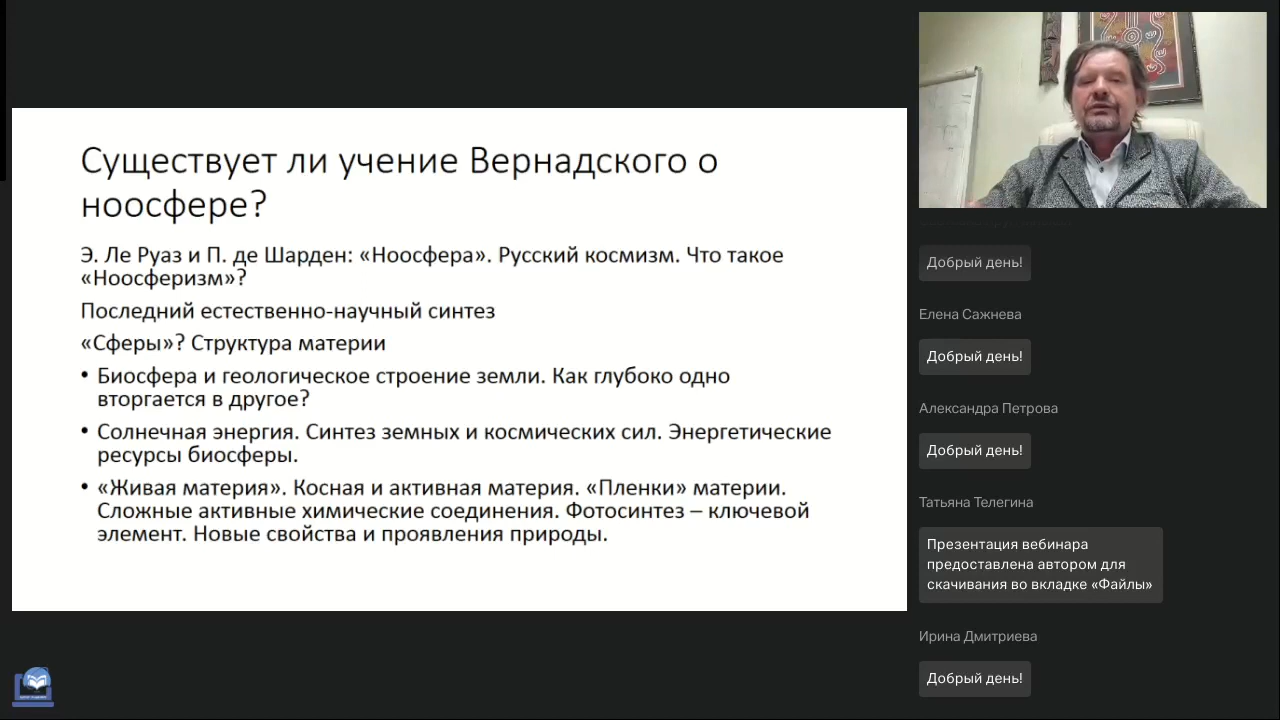 Существует ли учение Вернадского о
ноосфере?
Э. Ле Руаз и П. де Шарден: «Ноосфера». Русский космизм. Что такое
«Ноосферизм»?
Последний естественно-научный синтез
«Сферы»? Структура материи
• Биосфера и геологическое строение земли. Как глубоко одно
вторгается в другое?
• Солнечная энергия. Синтез земных и космических сил. Энергетические
ресурсы биосферы.
• «Живая материя». Косная и активная материя. «Пленки» материи.
Сложные активные химические соединения. Фотосинтез – ключевой
элемент. Новые свойства и проявления природы.
Добрый день!
Елена Сажнева
Добрый день!
Александра Петрова
Добрый день!
Татьяна Телегина
Презентация вебинара
предоставлена автором для
скачивания во вкладке «Файлы»
Ирина Дмитриева
Добрый день!